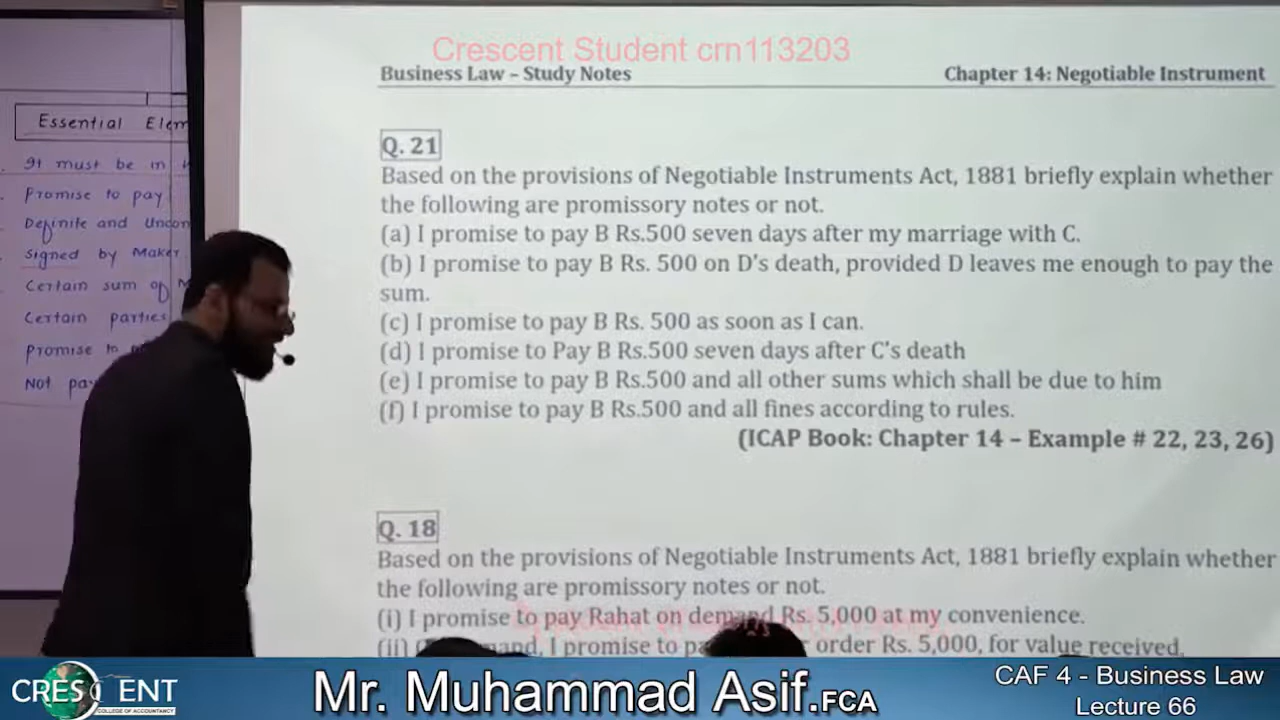 Crescent Student crn113203
Business Law – Study Notes
Chapter 14: Negotiable Instrument
Essential Elem
It must be in
Promise to pay
Definite and Uncon
Signed by Maker
Certain sum of
Certain parties
Promise to
Not pay
Q. 21
Based on the provisions of Negotiable Instruments Act, 1881 briefly explain whether
the following are promissory notes or not.
(a) I promise to pay B Rs.500 seven days after my marriage with C.
(b) I promise to pay B Rs. 500 on D's death, provided D leaves me enough to pay the
sum.
(c) I promise to pay B Rs. 500 as soon as I can.
(d) I promise to Pay B Rs.500 seven days after C's death
(e) I promise to pay B Rs.500 and all other sums which shall be due to him
(f) I promise to pay B Rs.500 and all fines according to rules.
(ICAP Book: Chapter 14 – Example # 22, 23, 26)
Q. 18
Based on the provisions of Negotiable Instruments Act, 1881 briefly explain whether
the following are promissory notes or not.
(i) I promise to pay Rahat on demand Rs. 5,000 at my convenience.
(ii) I promise to order Rs. 5,000, for value received.
CRESCENT
COLLEGE OF ACCOUNTANCY
Mr. Muhammad Asif.FCA
CAF 4 - Business Law
Lecture 66